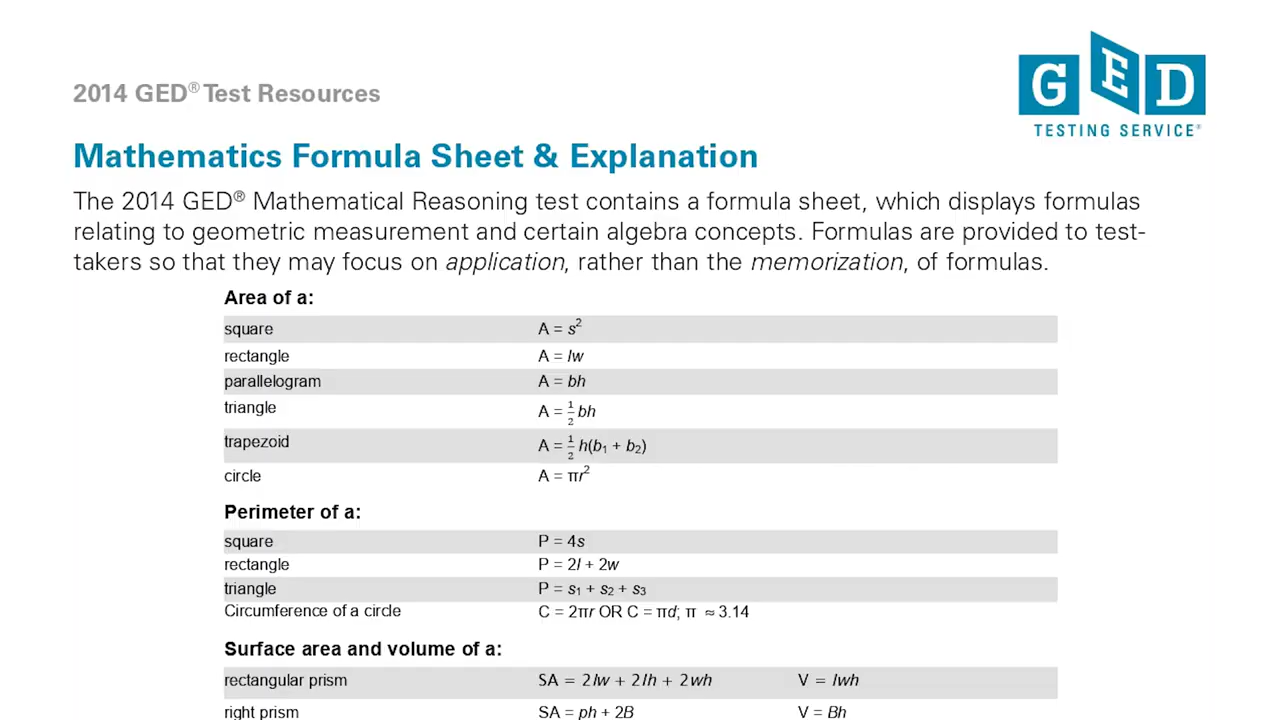 2014 GED® Test Resources
GED
TESTING SERVICE®
Mathematics Formula Sheet & Explanation
The 2014 GED® Mathematical Reasoning test contains a formula sheet, which displays formulas
relating to geometric measurement and certain algebra concepts. Formulas are provided to test-
takers so that they may focus on application, rather than the memorization, of formulas.
Area of a:
square A = s²
rectangle A = lw
parallelogram A = bh
triangle A = ½ bh
trapezoid A = ½ h(b₁ + b₂)
circle A = πr²
Perimeter of a:
square P = 4s
rectangle P = 2l + 2w
triangle P = s₁ + s₂ + s₃
Circumference of a circle C = 2πr OR C = πd; π ≈ 3.14
Surface area and volume of a:
rectangular prism SA = 2lw + 2lh + 2wh V = lwh
right prism SA = ph + 2B V = Bh